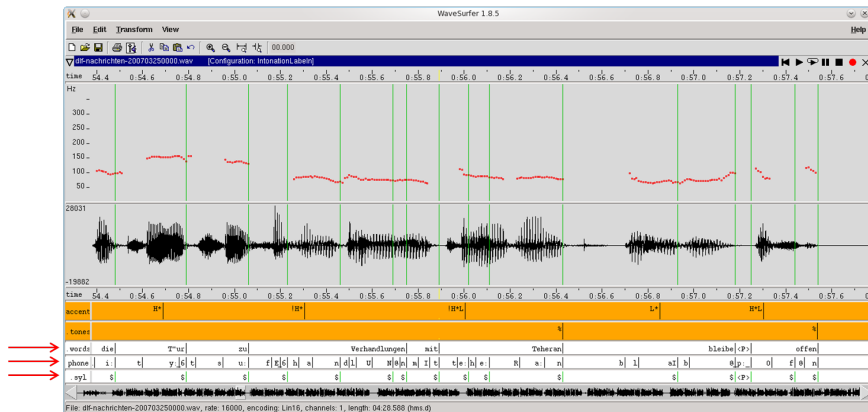 WaveSurfer 1.8.5
File Edit Transform View Help
00.000
dlf-nachrichten-200703250000.wav [Configuration: IntonationLabeln]
time 54.4 0:54.6 0:54.8 0:55.0 0:55.2 0:55.4 0:55.6 0:55.8 0:56.0 0:56.2 0:56.4 0:56.6 0:56.8 0:57.0 0:57.2 0:57.4 0:57.6
Hz
300
250
200
150
100
50
28031
-19882
time 54.4 0:54.6 0:54.8 0:55.0 0:55.2 0:55.4 0:55.6 0:55.8 0:56.0 0:56.2 0:56.4 0:56.6 0:56.8 0:57.0 0:57.2 0:57.4 0:57.6
accent H* !H* !H*L L* H*L
.tones % %
.words die T"ur zu Verhandlungen mit Teheran bleibe <P> offen
phone i: t y: 6 t s u: f E 6 h a n d l U N @ n m I t t e: h e: R a: n b l aI b @ p: O f @ n
.syl $ $ $ $ $ $ $ $ $ $ $ $ $ <P> $ $
File: dlf-nachrichten-200703250000.wav, rate: 16000, encoding: Lin16, channels: 1, length: 04:28.588 (hms.d)